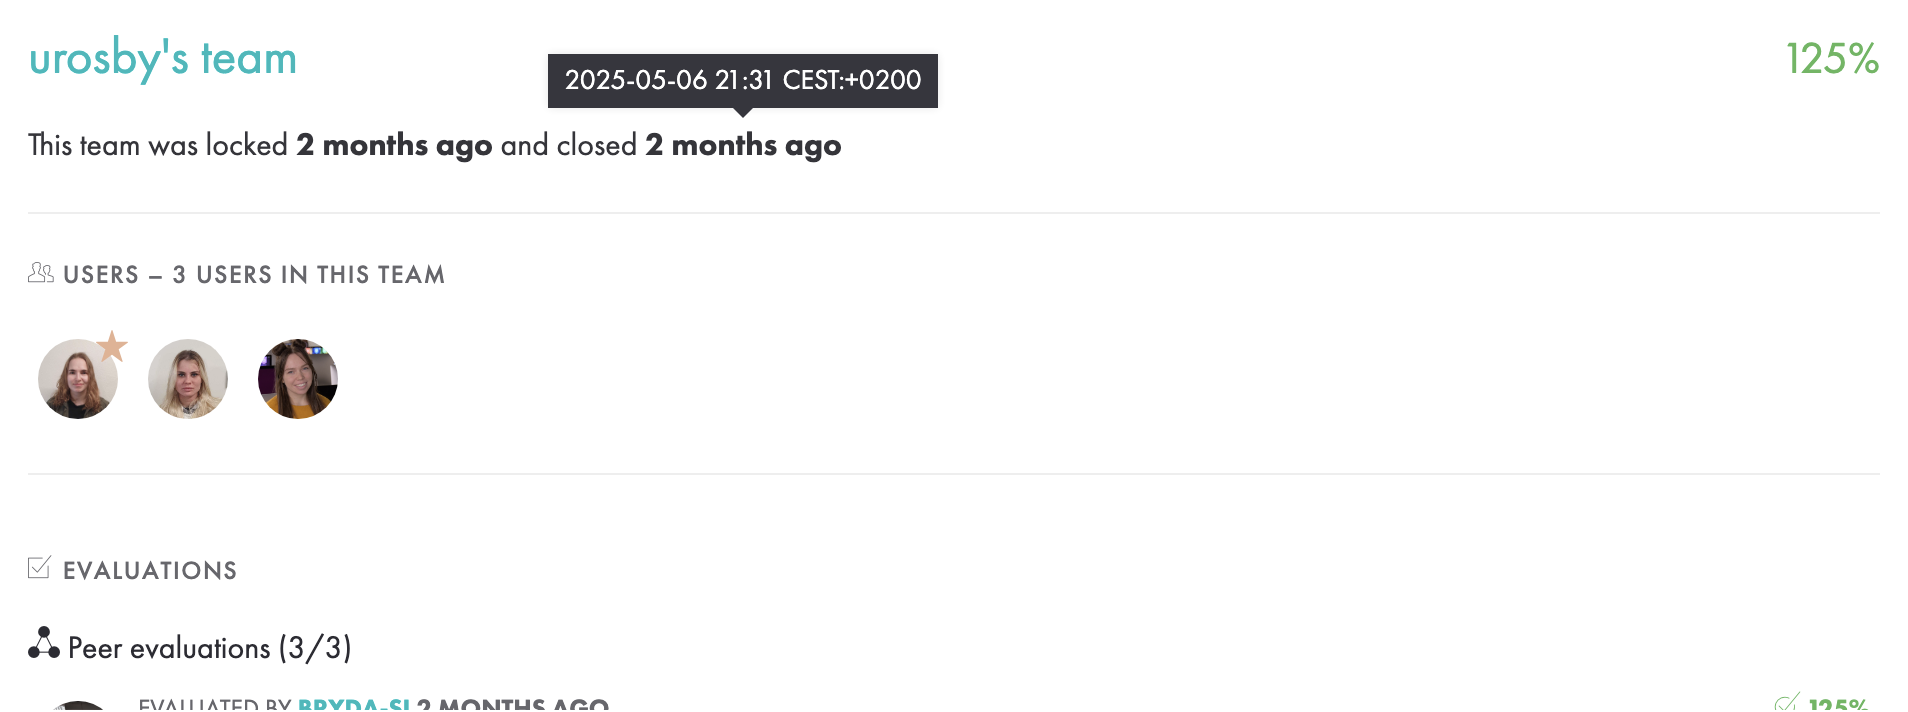 urosby's team
125%
2025-05-06 21:31 CEST:+0200
This team was locked 2 months ago and closed 2 months ago
USERS – 3 USERS IN THIS TEAM
EVALUATIONS
Peer evaluations (3/3)
EVALUATED BY BRYDA-SI 2 MONTHS AGO
125%